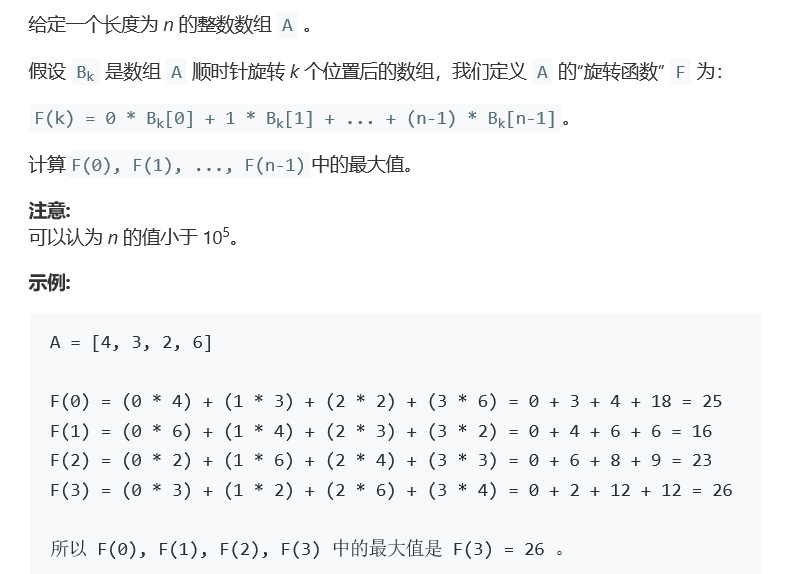 给定一个长度为 n 的整数数组 A 。
假设 Bk 是数组 A 顺时针旋转 k 个位置后的数组，我们定义 A 的“旋转函数” F 为：
F(k) = 0 * Bk[0] + 1 * Bk[1] + ... + (n-1) * Bk[n-1]。
计算F(0), F(1), ..., F(n-1)中的最大值。
注意:
可以认为 n 的值小于 10⁵。
示例:
A = [4, 3, 2, 6]
F(0) = (0 * 4) + (1 * 3) + (2 * 2) + (3 * 6) = 0 + 3 + 4 + 18 = 25
F(1) = (0 * 6) + (1 * 4) + (2 * 3) + (3 * 2) = 0 + 4 + 6 + 6 = 16
F(2) = (0 * 2) + (1 * 6) + (2 * 4) + (3 * 3) = 0 + 6 + 8 + 9 = 23
F(3) = (0 * 3) + (1 * 2) + (2 * 6) + (3 * 4) = 0 + 2 + 12 + 12 = 26
所以 F(0), F(1), F(2), F(3) 中的最大值是 F(3) = 26 。